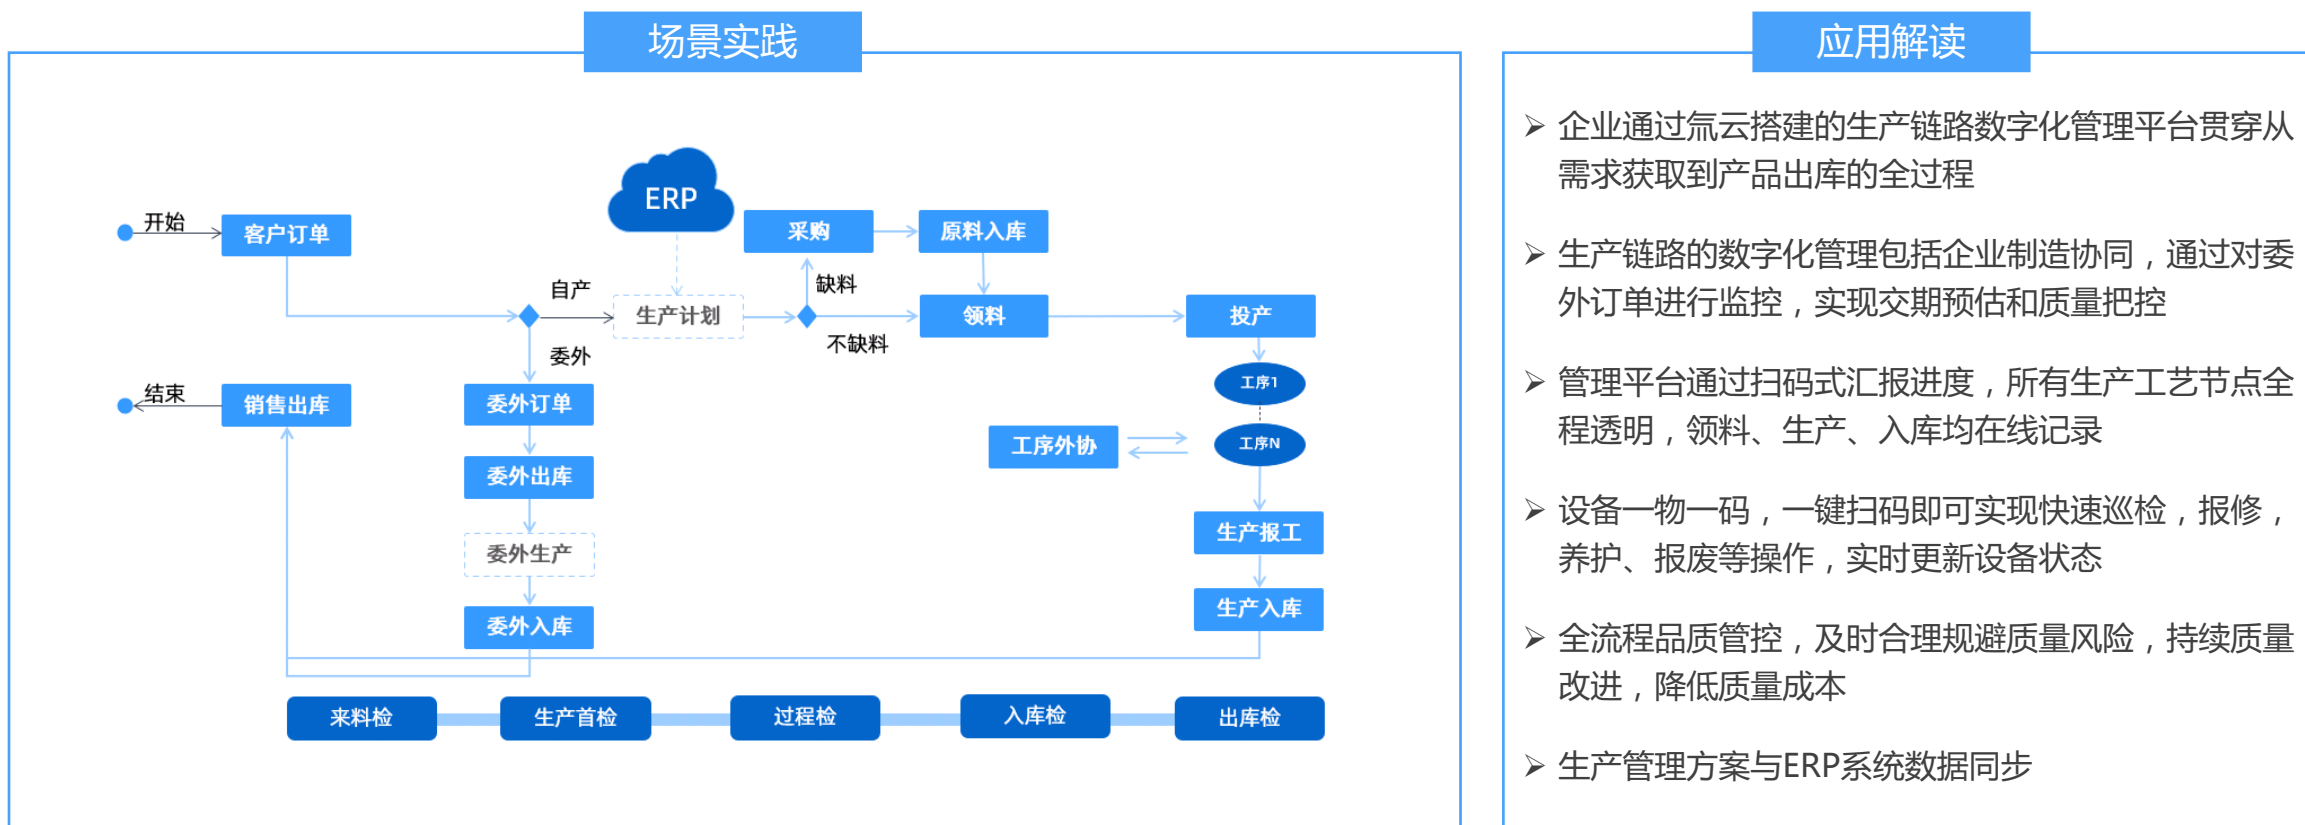 场景实践
ERP
开始
客户订单
采购
原料入库
自产
缺料
生产计划
领料
投产
不缺料
委外
结束
销售出库
委外订单
工序1
工序外协
工序N
委外出库
生产报工
委外生产
生产入库
委外入库
来料检
生产首检
过程检
入库检
出库检
应用解读
➢ 企业通过氚云搭建的生产链路数字化管理平台贯穿从
需求获取到产品出库的全过程
➢ 生产链路的数字化管理包括企业制造协同，通过对委
外订单进行监控，实现交期预估和质量把控
➢ 管理平台通过扫码式汇报进度，所有生产工艺节点全
程透明，领料、生产、入库均在线记录
➢ 设备一物一码，一键扫码即可实现快速巡检，报修，
养护、报废等操作，实时更新设备状态
➢ 全流程品质管控，及时合理规避质量风险，持续质量
改进，降低质量成本
➢ 生产管理方案与ERP系统数据同步